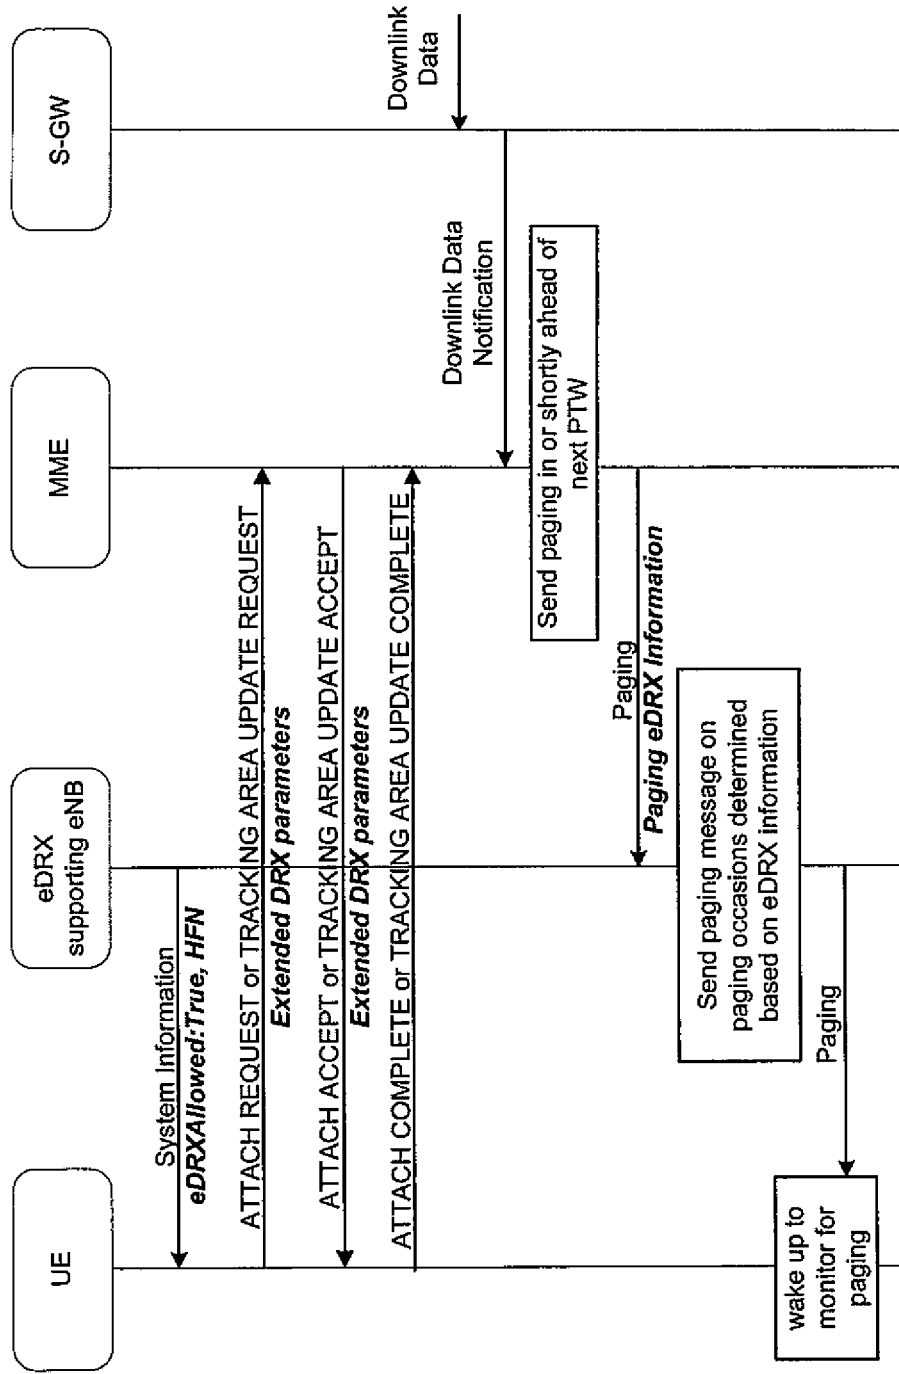 UE
eDRX
supporting eNB
MME
S-GW
System Information
eDRXAllowed:True, HFN
ATTACH REQUEST or TRACKING AREA UPDATE REQUEST
Extended DRX parameters
ATTACH ACCEPT or TRACKING AREA UPDATE ACCEPT
Extended DRX parameters
ATTACH COMPLETE or TRACKING AREA UPDATE COMPLETE
Downlink
Data
Downlink Data
Notification
Send paging in or shortly ahead of
next PTW
Paging
Paging eDRX Information
Send paging message on
paging occasions determined
based on eDRX information
Paging
wake up to
monitor for
paging